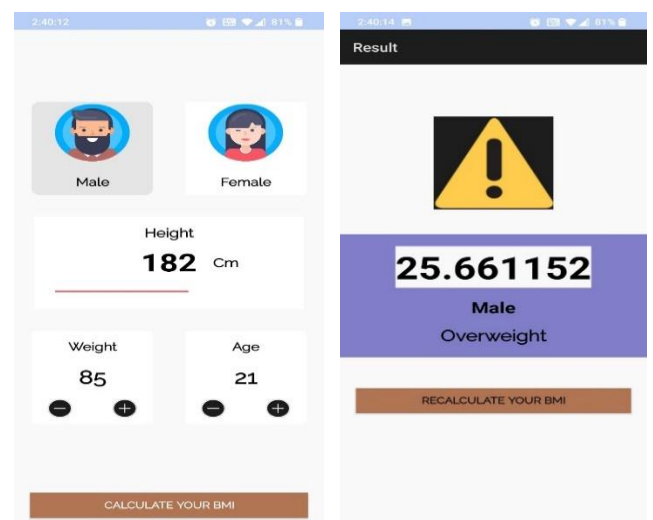 2:40:12
81%
Male Female
Height
182 Cm
Weight Age
85 21
CALCULATE YOUR BMI
2:40:14
81%
Result
25.661152
Male
Overweight
RECALCULATE YOUR BMI